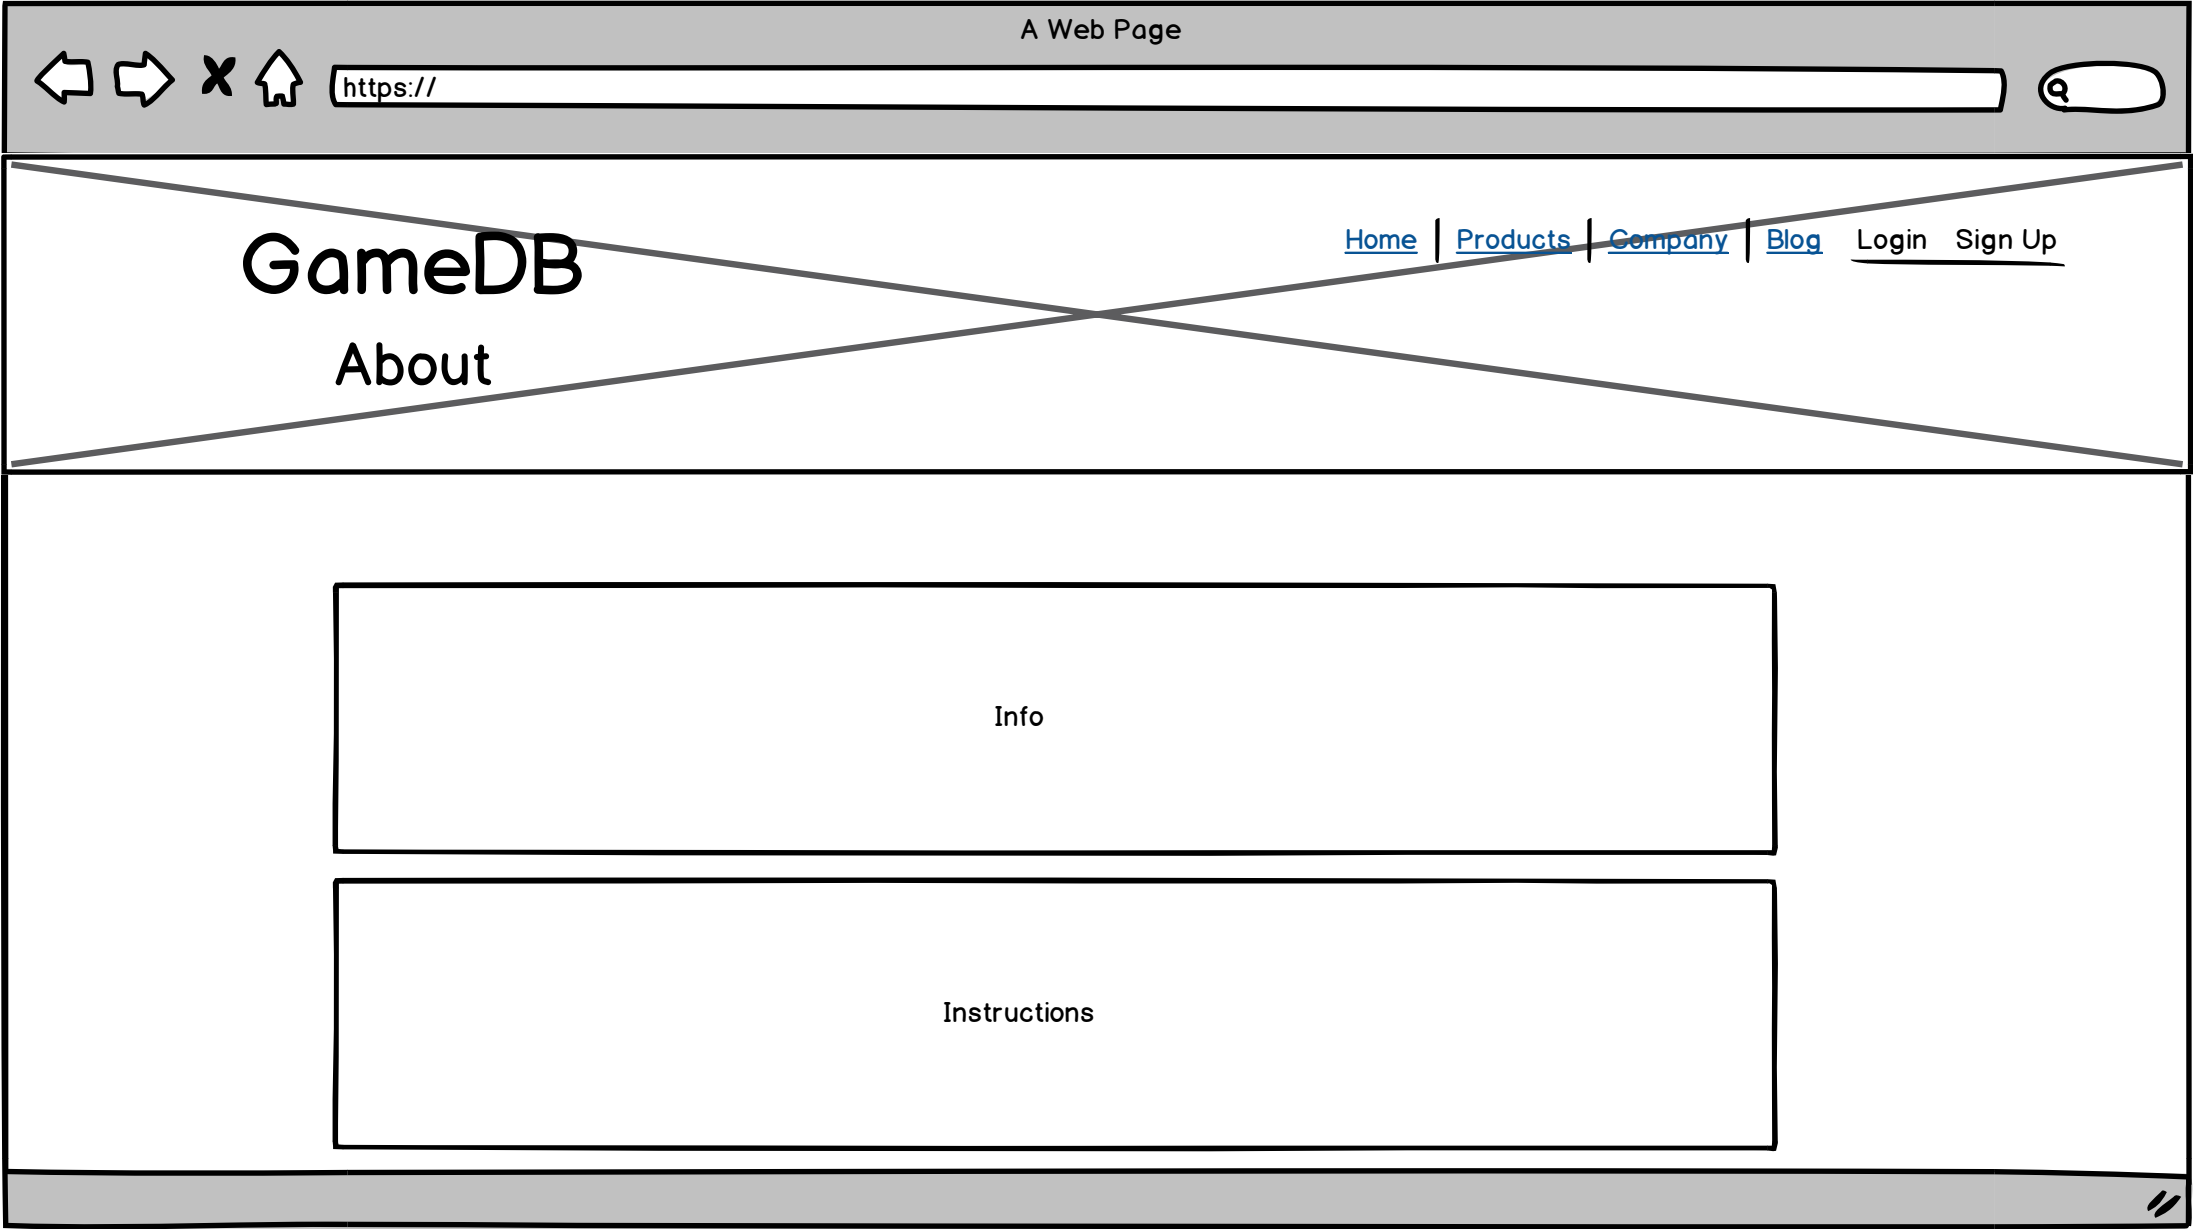 A Web Page
https://
Home Products Company Blog Login Sign Up
GameDB
About
Info
Instructions